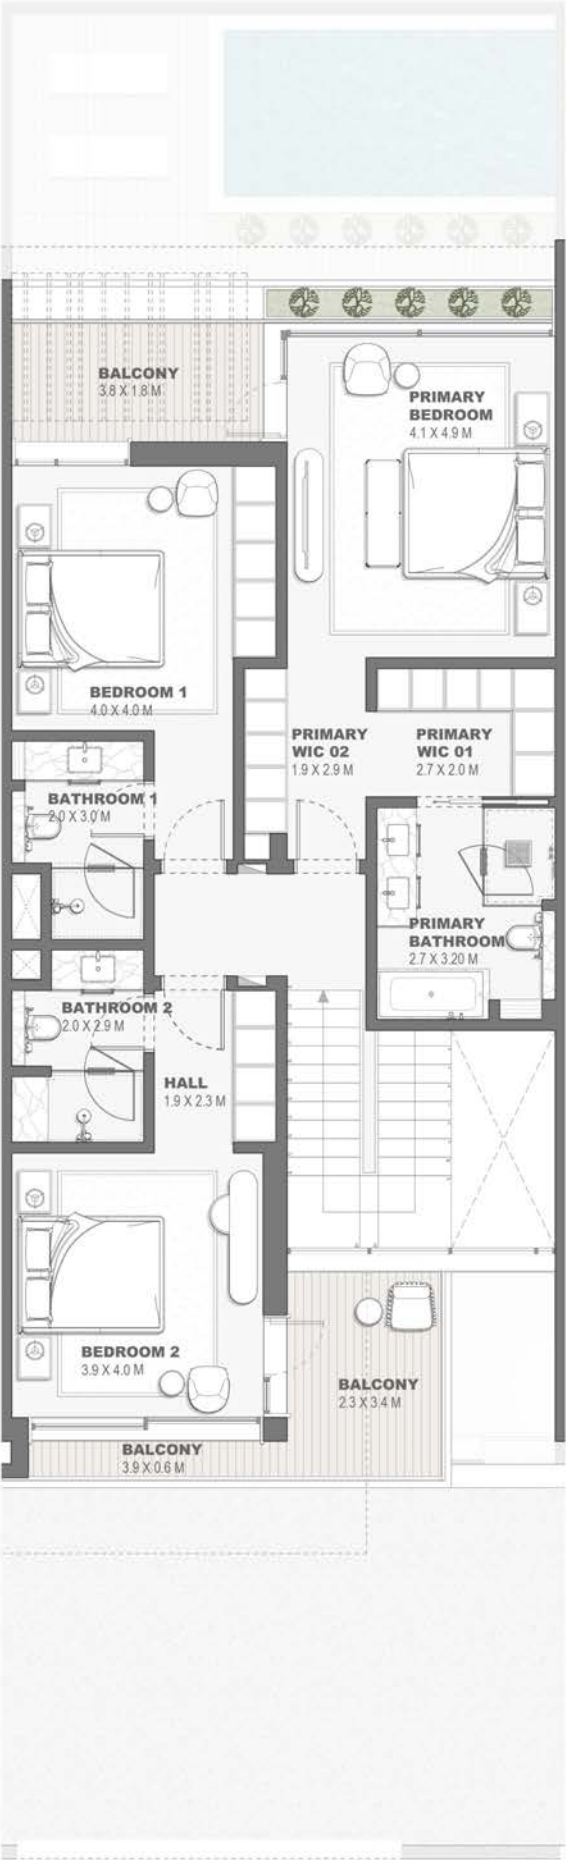 BALCONY
3.8 X 1.8 M
PRIMARY
BEDROOM
4.1 X 4.9 M
BEDROOM 1
4.0 X 4.0 M
PRIMARY
WIC 02
1.9 X 2.9 M
PRIMARY
WIC 01
2.7 X 2.0 M
BATHROOM 1
2.0 X 3.0 M
PRIMARY
BATHROOM
2.7 X 3.20 M
BATHROOM 2
2.0 X 2.9 M
HALL
1.9 X 2.3 M
BEDROOM 2
3.9 X 4.0 M
BALCONY
2.3 X 3.4 M
BALCONY
3.9 X 0.6 M